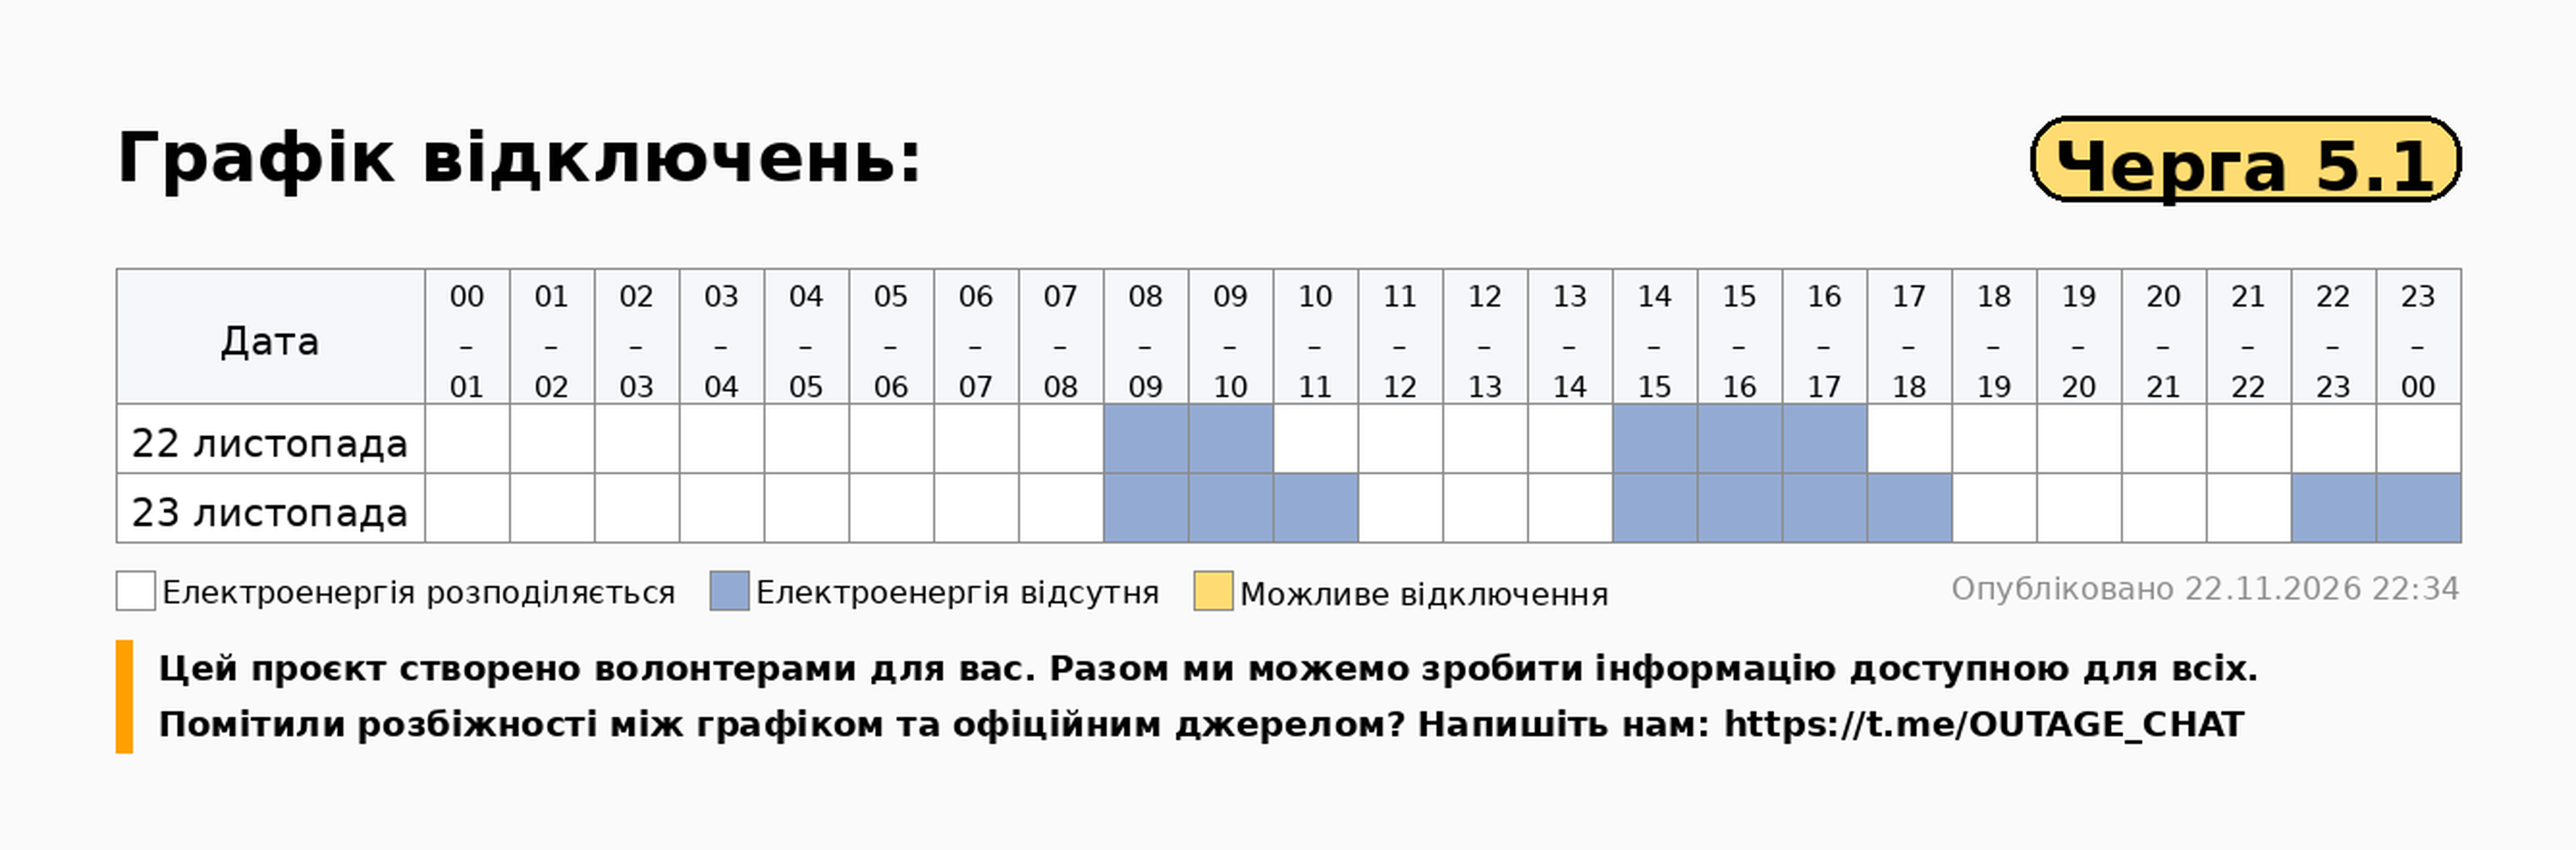 Графік відключень:
Черга 5.1
Дата 00 – 01 01 – 02 02 – 03 03 – 04 04 – 05 05 – 06 06 – 07 07 – 08 08 – 09 09 – 10 10 – 11 11 – 12 12 – 13 13 – 14 14 – 15 15 – 16 16 – 17 17 – 18 18 – 19 19 – 20 20 – 21 21 – 22 22 – 23 23 – 00
22 листопада
23 листопада
Електроенергія розподіляється Електроенергія відсутня Можливе відключення
Опубліковано 22.11.2026 22:34
Цей проєкт створено волонтерами для вас. Разом ми можемо зробити інформацію доступною для всіх.
Помітили розбіжності між графіком та офіційним джерелом? Напишіть нам: https://t.me/OUTAGE_CHAT